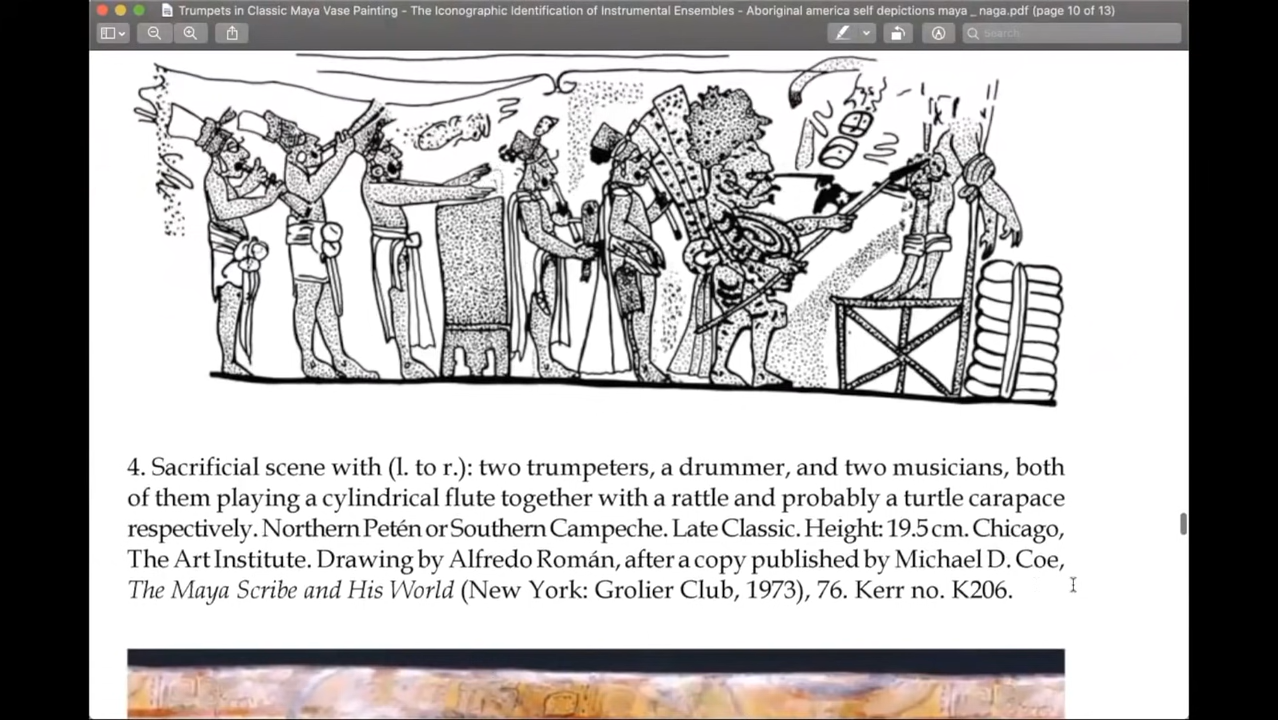 Trumpets in Classic Maya Vase Painting - The Iconographic Identification of Instrumental Ensembles - Aboriginal america self depictions maya _ naga.pdf (page 10 of 13)
Search
4. Sacrificial scene with (l. to r.): two trumpeters, a drummer, and two musicians, both
of them playing a cylindrical flute together with a rattle and probably a turtle carapace
respectively. Northern Petén or Southern Campeche. Late Classic. Height: 19.5 cm. Chicago,
The Art Institute. Drawing by Alfredo Román, after a copy published by Michael D. Coe,
The Maya Scribe and His World (New York: Grolier Club, 1973), 76. Kerr no. K206.